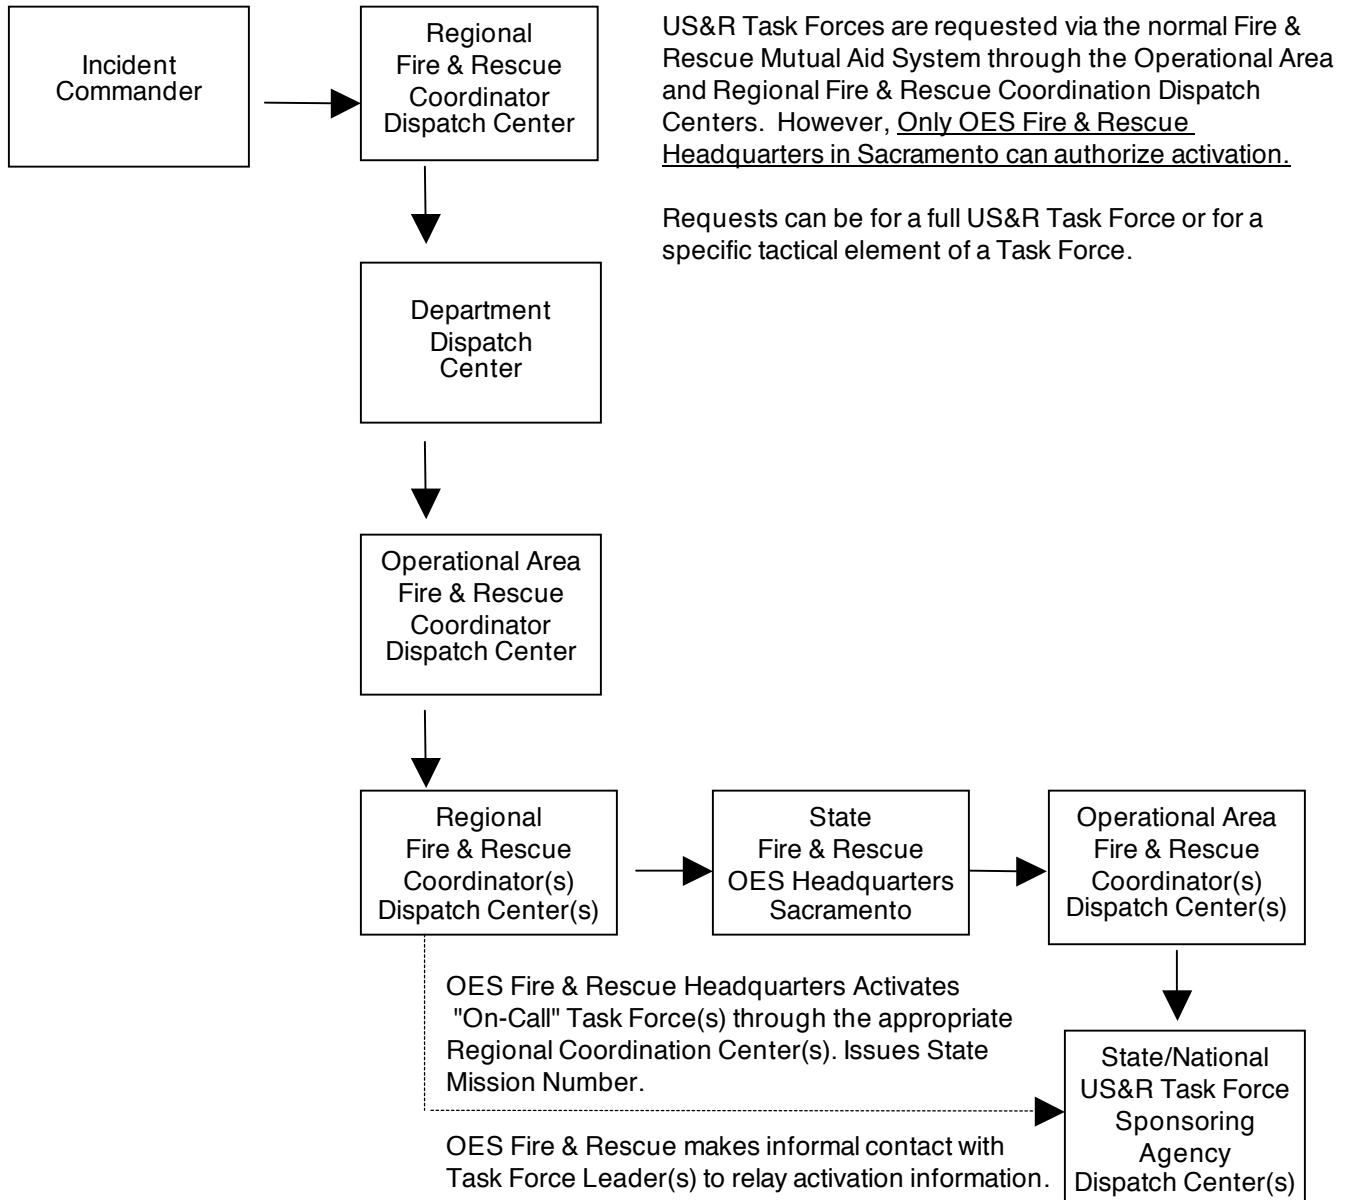 Incident
Commander
Regional
Fire & Rescue
Coordinator
Dispatch Center
US&R Task Forces are requested via the normal Fire &
Rescue Mutual Aid System through the Operational Area
and Regional Fire & Rescue Coordination Dispatch
Centers.  However, Only OES Fire & Rescue
Headquarters in Sacramento can authorize activation.
Requests can be for a full US&R Task Force or for a
specific tactical element of a Task Force.
Department
Dispatch
Center
Operational Area
Fire & Rescue
Coordinator
Dispatch Center
Regional
Fire & Rescue
Coordinator(s)
Dispatch Center(s)
State
Fire & Rescue
OES Headquarters
Sacramento
Operational Area
Fire & Rescue
Coordinator(s)
Dispatch Center(s)
OES Fire & Rescue Headquarters Activates
"On-Call" Task Force(s) through the appropriate
Regional Coordination Center(s). Issues State
Mission Number.
OES Fire & Rescue makes informal contact with
Task Force Leader(s) to relay activation information.
State/National
US&R Task Force
Sponsoring
Agency
Dispatch Center(s)